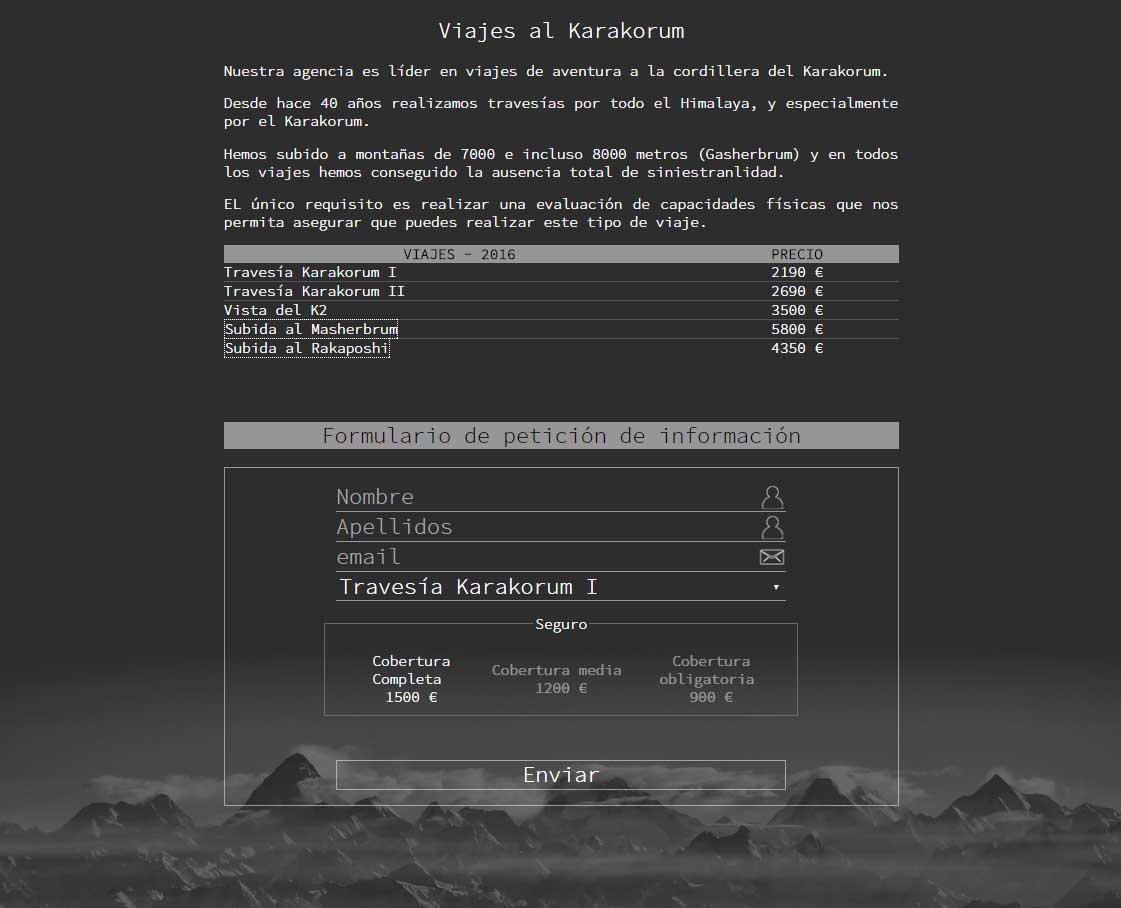 Viajes al Karakorum
Nuestra agencia es líder en viajes de aventura a la cordillera del Karakorum.
Desde hace 40 años realizamos travesías por todo el Himalaya, y especialmente
por el Karakorum.
Hemos subido a montañas de 7000 e incluso 8000 metros (Gasherbrum) y en todos
los viajes hemos conseguido la ausencia total de siniestranlidad.
EL único requisito es realizar una evaluación de capacidades físicas que nos
permita asegurar que puedes realizar este tipo de viaje.
VIAJES - 2016 PRECIO
Travesía Karakorum I 2190 €
Travesía Karakorum II 2690 €
Vista del K2 3500 €
Subida al Masherbrum 5800 €
Subida al Rakaposhi 4350 €
Formulario de petición de información
Nombre
Apellidos
email
Travesía Karakorum I
Seguro
Cobertura
Completa
1500 €
Cobertura media
1200 €
Cobertura
obligatoria
900 €
Enviar